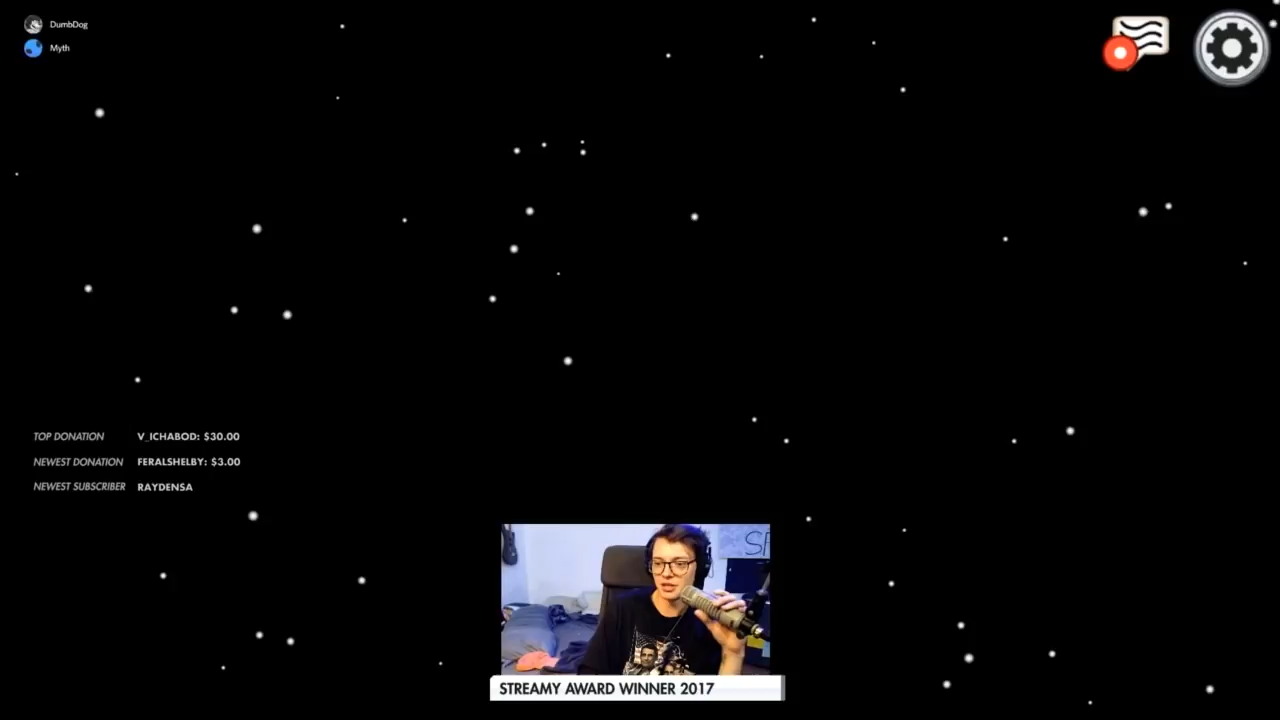 DumbDog
Myth
TOP DONATION V_ICHABOD: $30.00
NEWEST DONATION FERALSHELBY: $3.00
NEWEST SUBSCRIBER RAYDENSA
STREAMY AWARD WINNER 2017